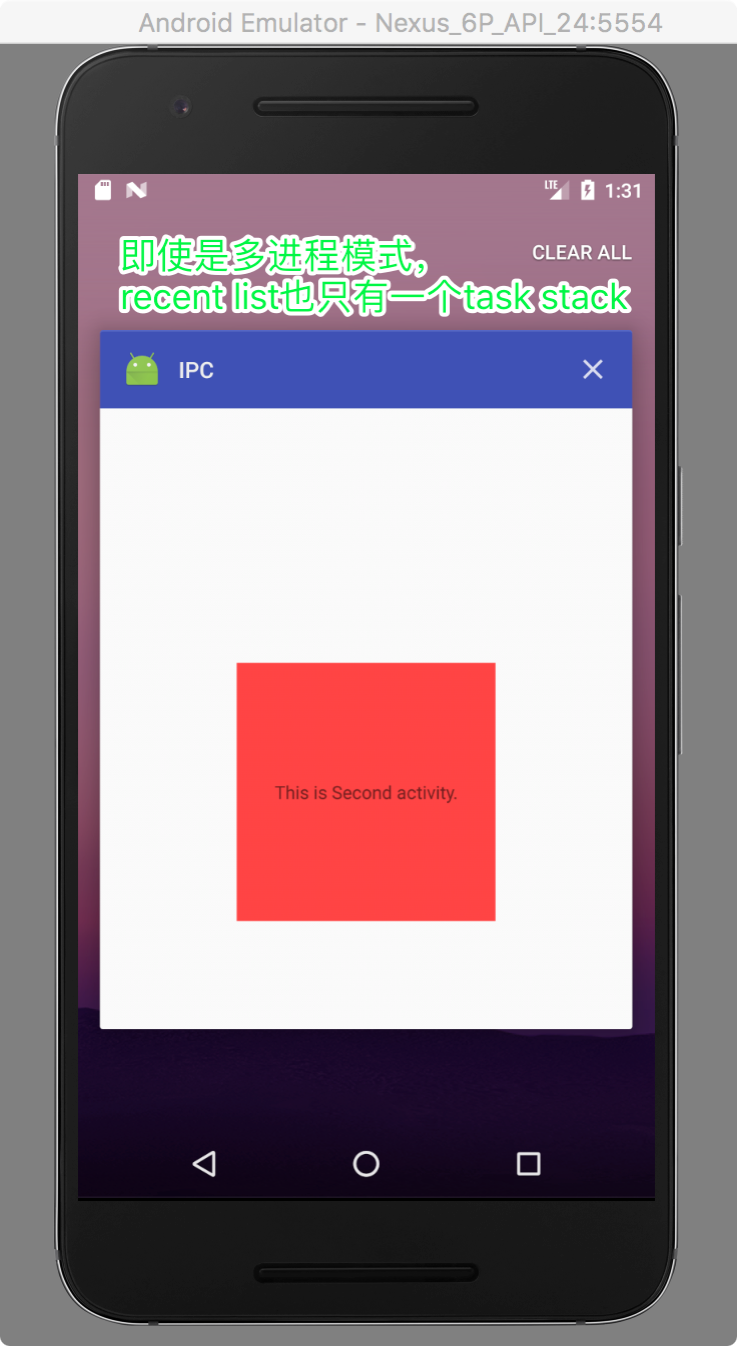 Android Emulator - Nexus_6P_API_24:5554
LTE
1:31
即使是多进程模式，
CLEAR ALL
recent list也只有一个task stack
IPC
This is Second activity.